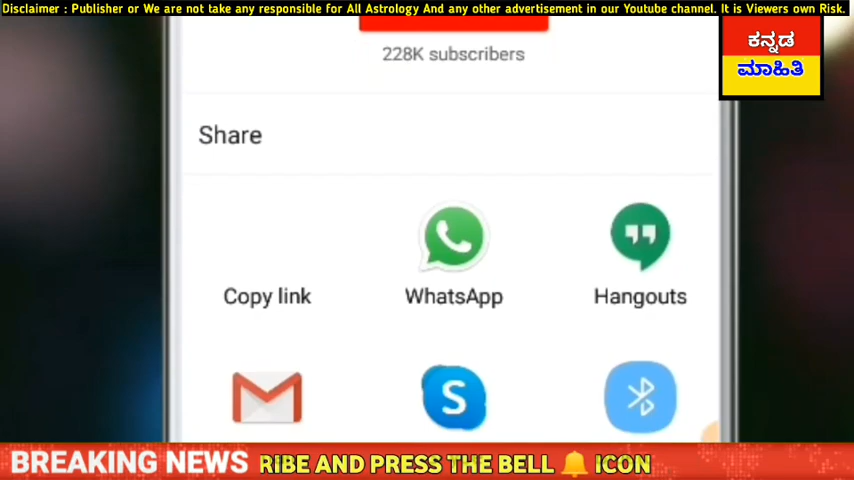 Disclaimer : Publisher or We are not take any responsible for All Astrology And any other advertisement in our Youtube channel. It is Viewers own Risk.
ಕನ್ನಡ
ಮಾಹಿತಿ
228K subscribers
Share
Copy link
WhatsApp
Hangouts
S
BREAKING NEWS RIBE AND PRESS THE BELL ICON